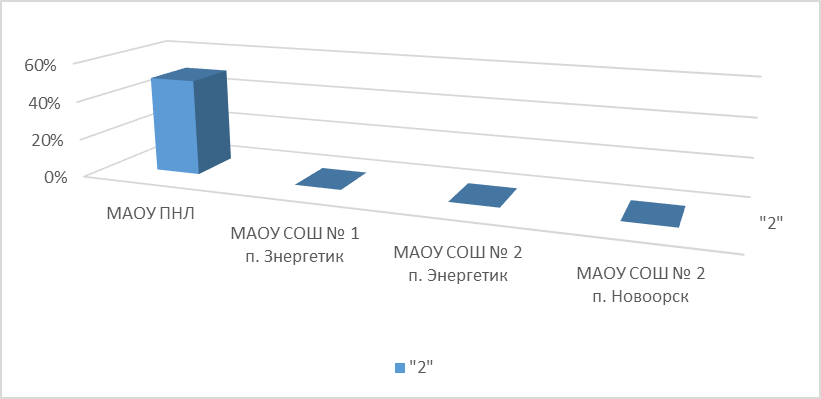 60%
40%
20%
0%
МАОУ ПНЛ
МАОУ СОШ № 1
п. Знергетик
МАОУ СОШ № 2
п. Энергетик
МАОУ СОШ № 2
п. Новоорск
"2"
"2"